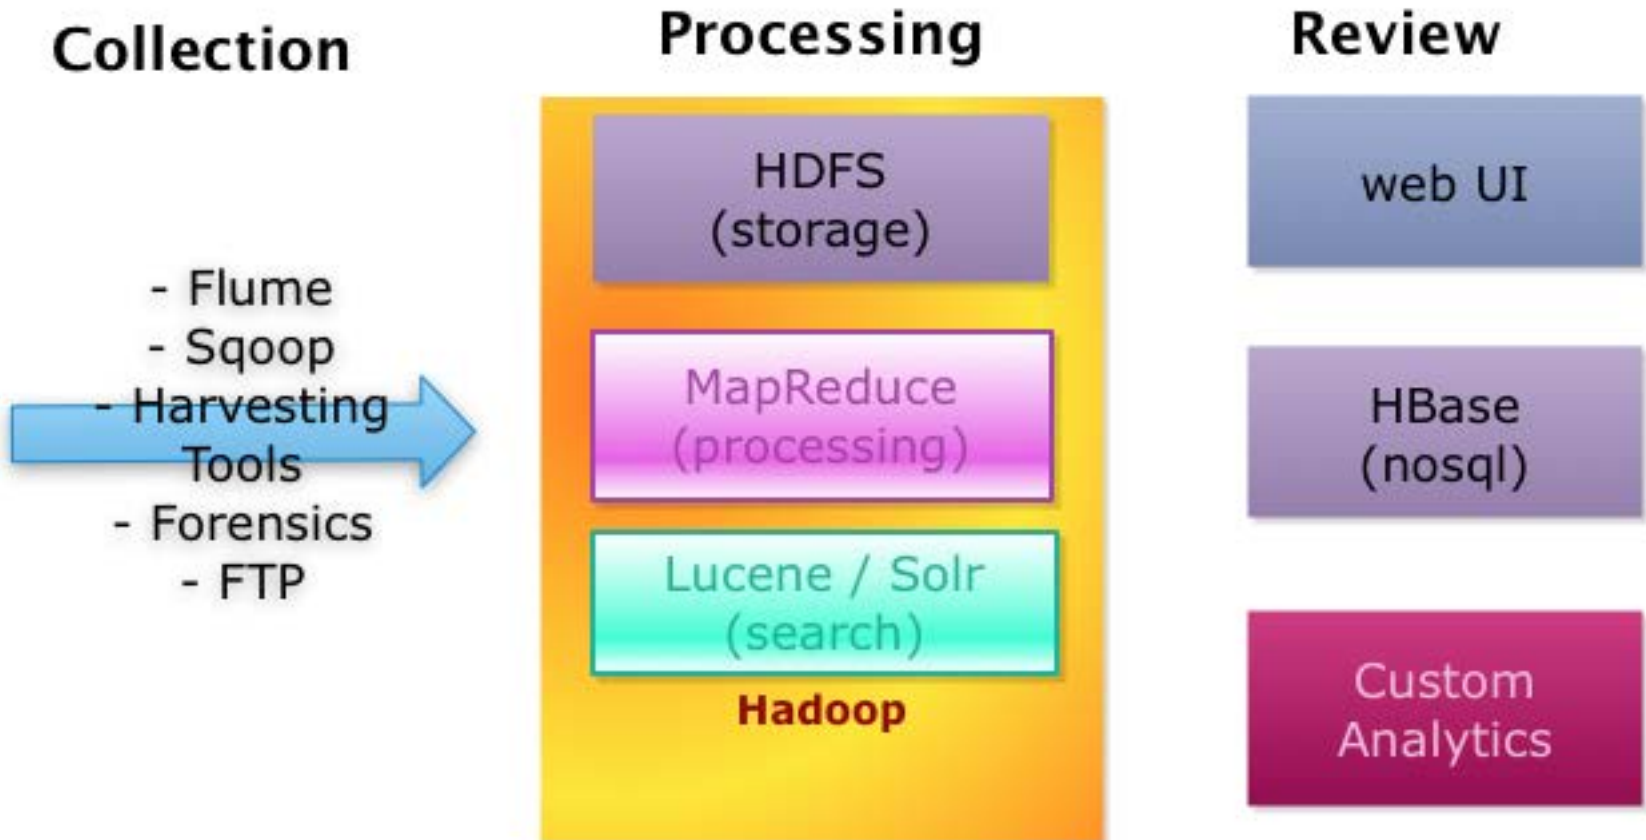 Collection
Processing
Review
- Flume
- Sqoop
- Harvesting
Tools
- Forensics
- FTP
HDFS
(storage)
MapReduce
(processing)
Lucene / Solr
(search)
Hadoop
web UI
HBase
(nosql)
Custom
Analytics